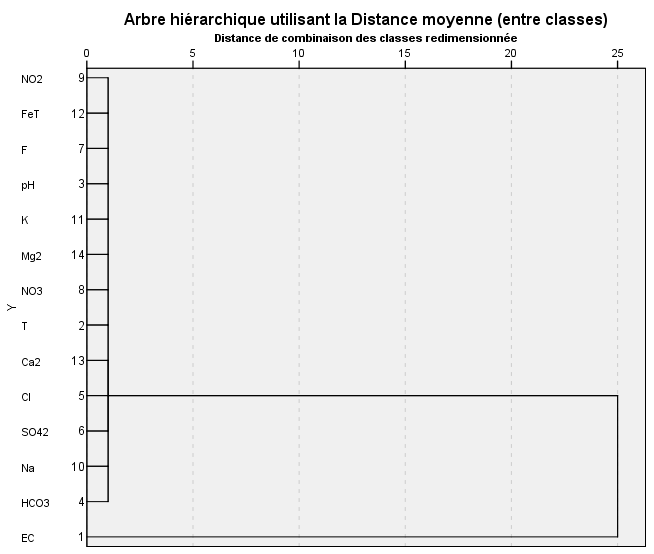 Arbre hiérarchique utilisant la Distance moyenne (entre classes)
Distance de combinaison des classes redimensionnée
0 5 10 15 20 25
NO2 9
FeT 12
F 7
pH 3
K 11
Mg2 14
NO3 8
Y
T 2
Ca2 13
Cl 5
SO42 6
Na 10
HCO3 4
EC 1